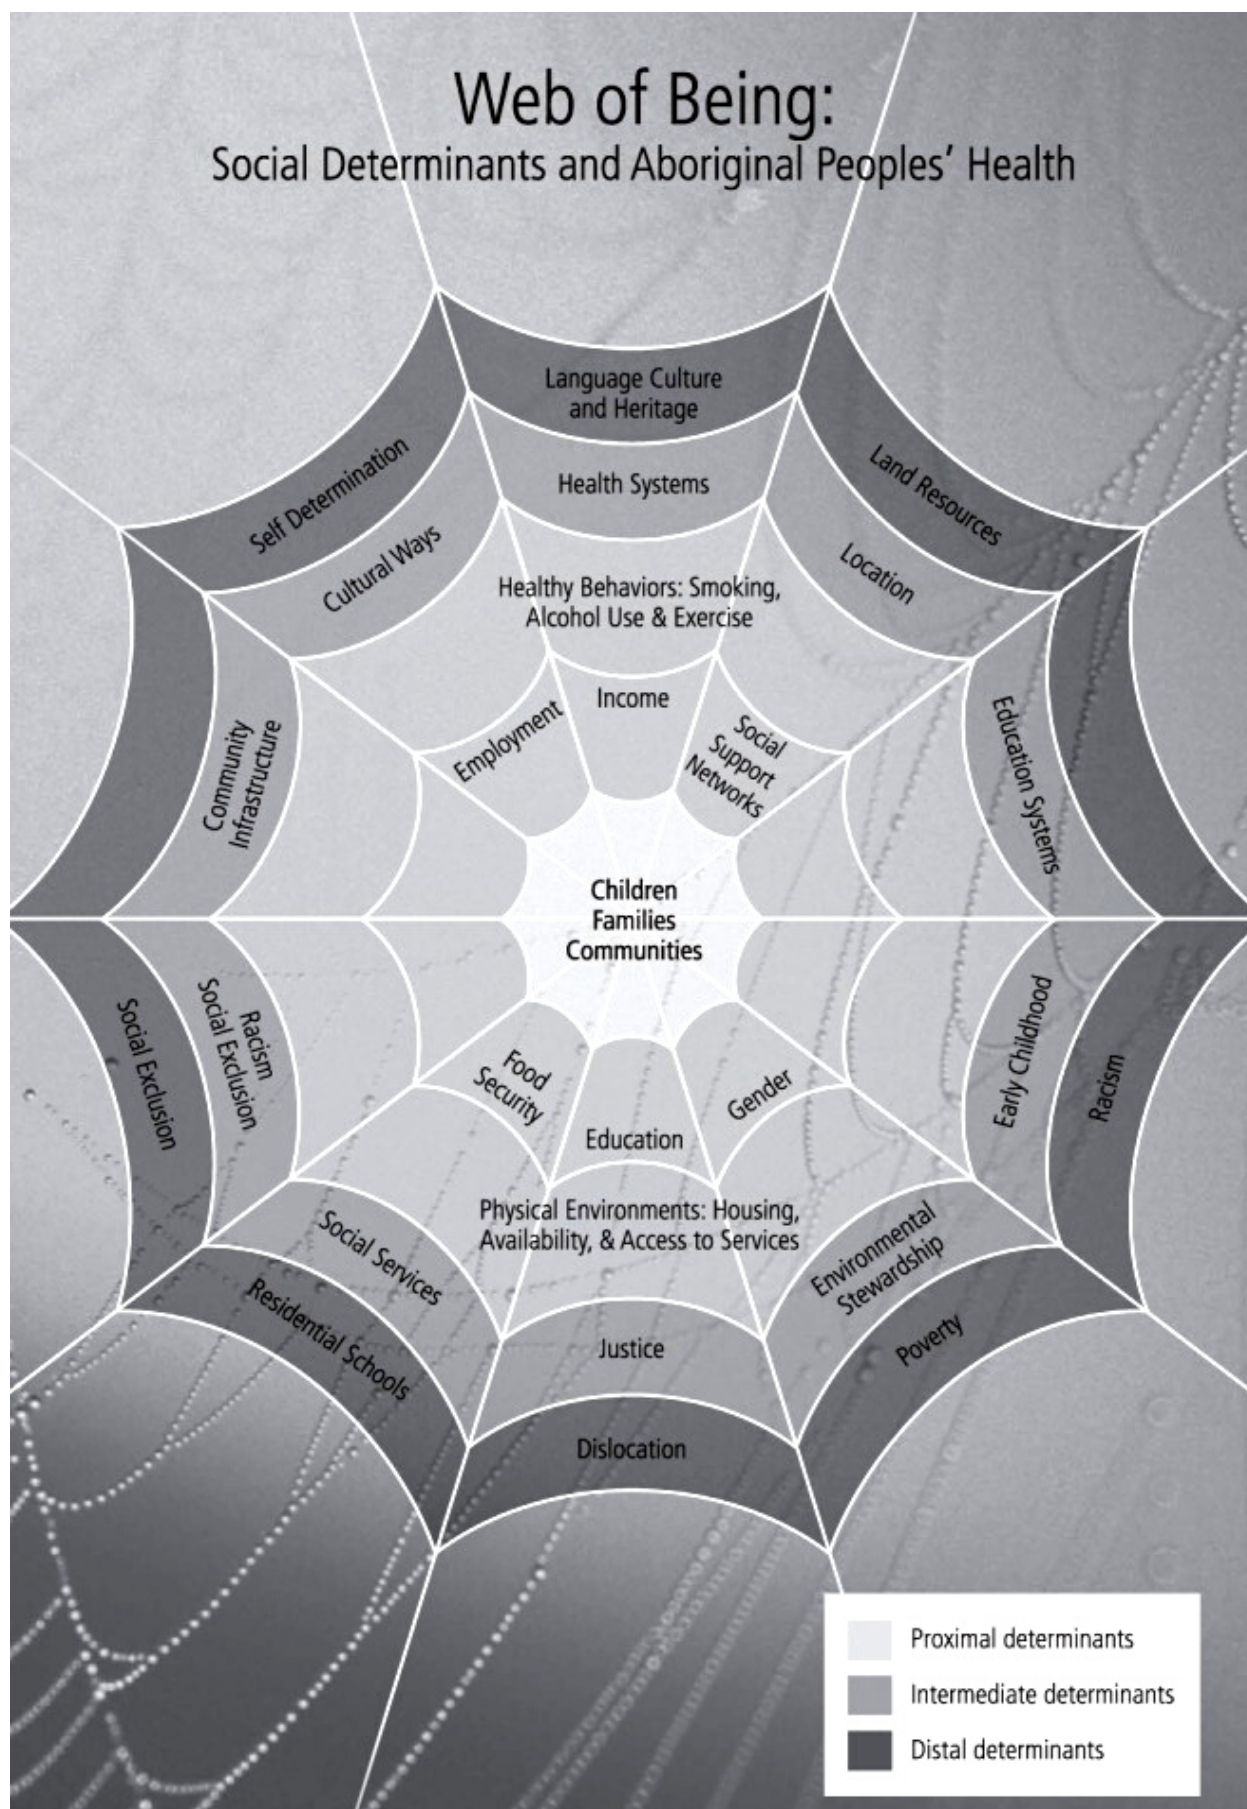 Web of Being:
Social Determinants and Aboriginal Peoples’ Health
Language Culture
and Heritage
Self Determination
Land Resources
Health Systems
Cultural Ways
Location
Healthy Behaviors: Smoking,
Alcohol Use & Exercise
Income
Employment
Social
Support
Networks
Community
Infrastructure
Education Systems
Children
Families
Communities
Social Exclusion
Racism
Social Exclusion
Early Childhood
Racism
Food
Security
Gender
Education
Physical Environments: Housing,
Availability, & Access to Services
Social Services
Environmental
Stewardship
Residential Schools
Justice
Poverty
Dislocation
Proximal determinants
Intermediate determinants
Distal determinants